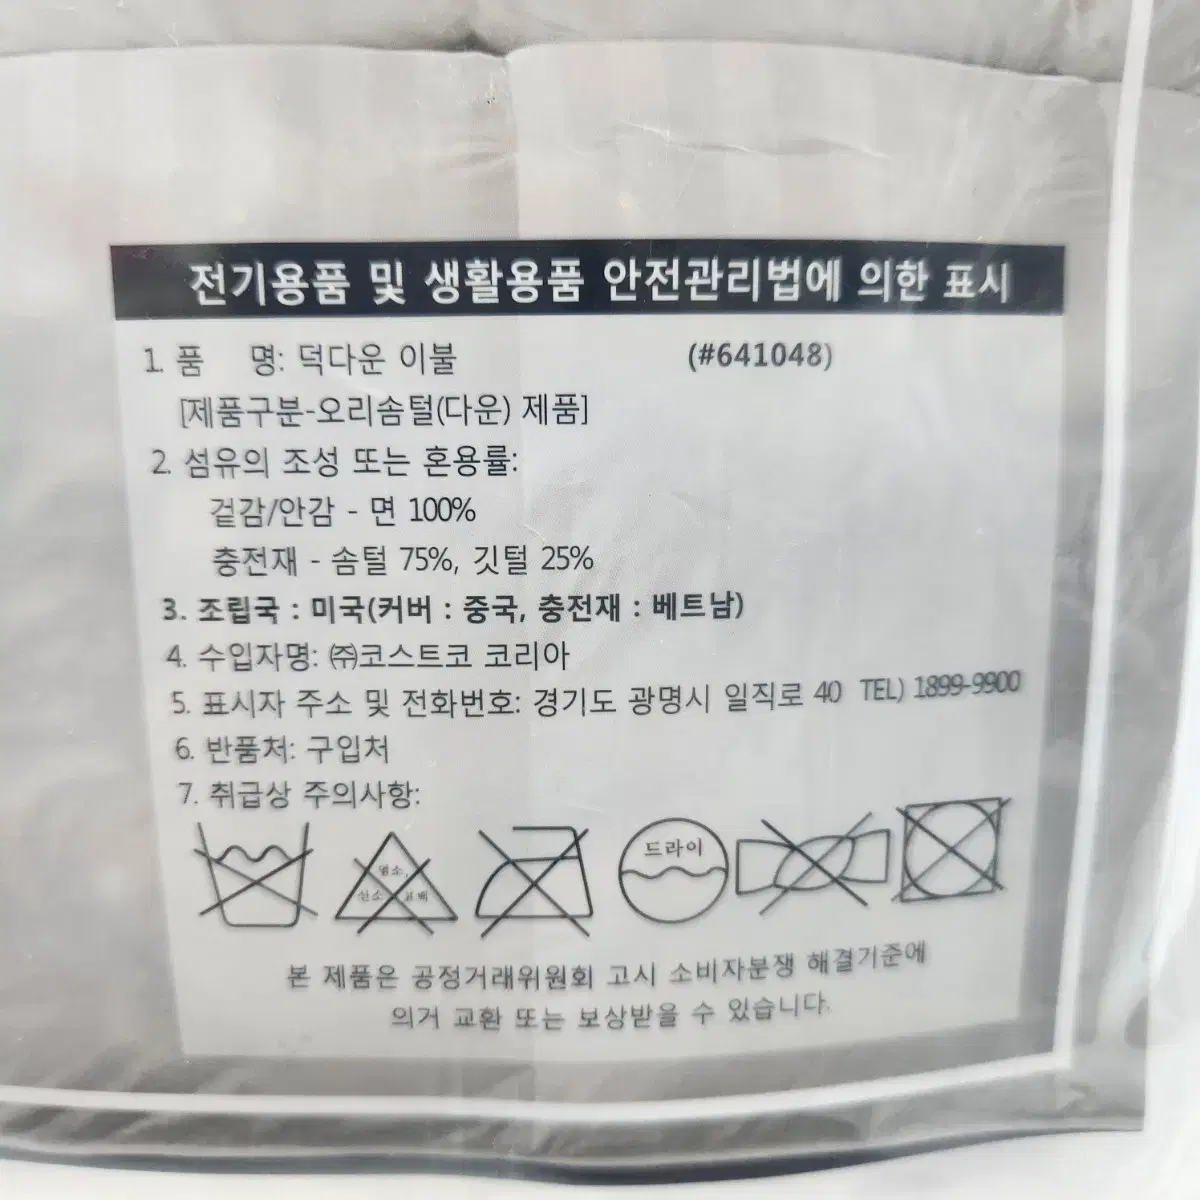 전기용품 및 생활용품 안전관리법에 의한 표시
1. 품 명: 덕다운 이불 (#641048)
[제품구분-오리솜털(다운) 제품]
2. 섬유의 조성 또는 혼용률:
겉감/안감 - 면 100%
충전재 - 솜털 75%, 깃털 25%
3. 조립국 : 미국(커버 : 중국, 충전재 : 베트남)
4. 수입자명: ㈜코스트코 코리아
5. 표시자 주소 및 전화번호: 경기도 광명시 일직로 40 TEL) 1899-9900
6. 반품처: 구입처
7. 취급상 주의사항:
염소,
산소 표백
드라이
본 제품은 공정거래위원회 고시 소비자분쟁 해결기준에
의거 교환 또는 보상받을 수 있습니다.